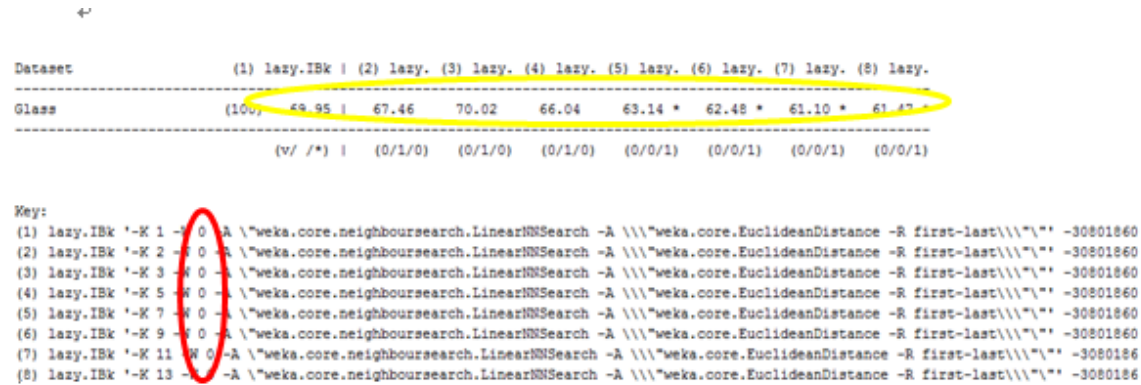 ↵
Dataset (1) lazy.IBk | (2) lazy. (3) lazy. (4) lazy. (5) lazy. (6) lazy. (7) lazy. (8) lazy.
Glass (100) 69.95 | 67.46 70.02 66.04 63.14 * 62.48 * 61.10 * 61.47 *
(v/ /*) | (0/1/0) (0/1/0) (0/1/0) (0/0/1) (0/0/1) (0/0/1) (0/0/1)
Key:
(1) lazy.IBk '-K 1 -W 0 -A \"weka.core.neighboursearch.LinearNNSearch -A \\\"weka.core.EuclideanDistance -R first-last\\\"\"' -30801860
(2) lazy.IBk '-K 2 -W 0 -A \"weka.core.neighboursearch.LinearNNSearch -A \\\"weka.core.EuclideanDistance -R first-last\\\"\"' -30801860
(3) lazy.IBk '-K 3 -W 0 -A \"weka.core.neighboursearch.LinearNNSearch -A \\\"weka.core.EuclideanDistance -R first-last\\\"\"' -30801860
(4) lazy.IBk '-K 5 -W 0 -A \"weka.core.neighboursearch.LinearNNSearch -A \\\"weka.core.EuclideanDistance -R first-last\\\"\"' -30801860
(5) lazy.IBk '-K 7 -W 0 -A \"weka.core.neighboursearch.LinearNNSearch -A \\\"weka.core.EuclideanDistance -R first-last\\\"\"' -30801860
(6) lazy.IBk '-K 9 -W 0 -A \"weka.core.neighboursearch.LinearNNSearch -A \\\"weka.core.EuclideanDistance -R first-last\\\"\"' -30801860
(7) lazy.IBk '-K 11 -W 0 -A \"weka.core.neighboursearch.LinearNNSearch -A \\\"weka.core.EuclideanDistance -R first-last\\\"\"' -3080186
(8) lazy.IBk '-K 13 -W 0 -A \"weka.core.neighboursearch.LinearNNSearch -A \\\"weka.core.EuclideanDistance -R first-last\\\"\"' -3080186